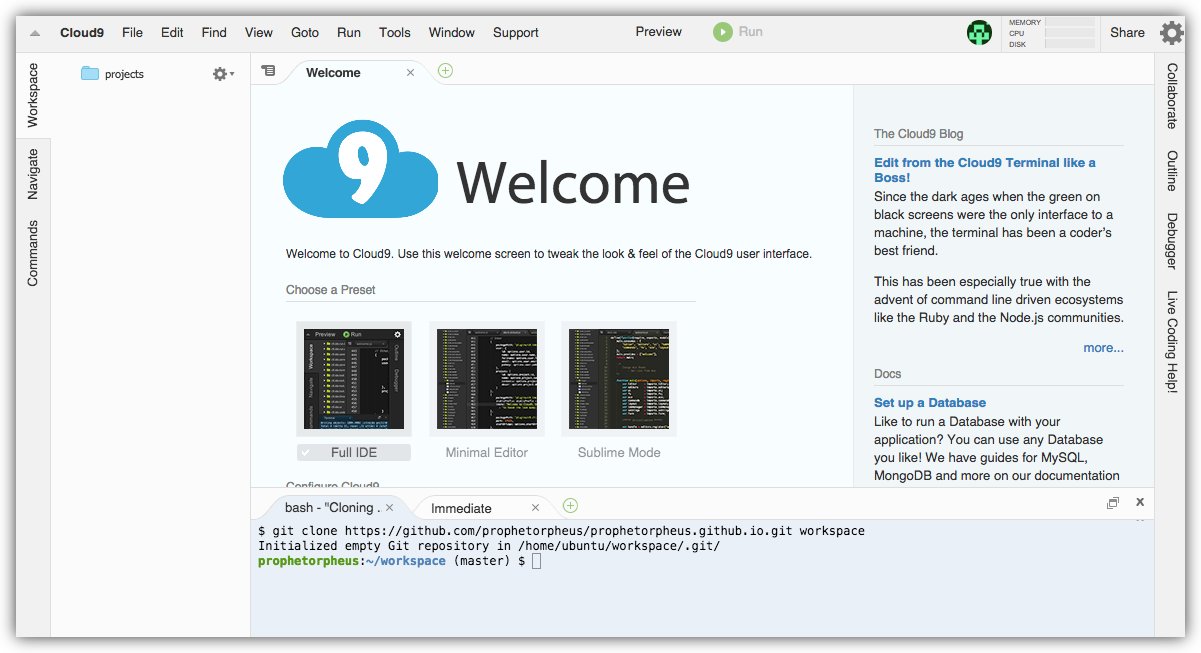 Cloud9 File Edit Find View Goto Run Tools Window Support Preview Run MEMORY CPU DISK Share
Workspace
Navigate
Commands
projects
Welcome
9 Welcome
Welcome to Cloud9. Use this welcome screen to tweak the look & feel of the Cloud9 user interface.
Choose a Preset
Preview Run
Workspace
Outline
Debugger
Full IDE
Minimal Editor
Sublime Mode
Configure Cloud9
The Cloud9 Blog
Edit from the Cloud9 Terminal like a
Boss!
Since the dark ages when the green on
black screens were the only interface to a
machine, the terminal has been a coder's
best friend.
This has been especially true with the
advent of command line driven ecosystems
like the Ruby and the Node.js communities.
more...
Docs
Set up a Database
Like to run a Database with your
application? You can use any Database
you like! We have guides for MySQL,
MongoDB and more on our documentation
Collaborate
Outline
Debugger
Live Coding Help!
bash - "Cloning .
Immediate
$ git clone https://github.com/prophetorpheus/prophetorpheus.github.io.git workspace
Initialized empty Git repository in /home/ubuntu/workspace/.git/
prophetorpheus:~/workspace (master) $